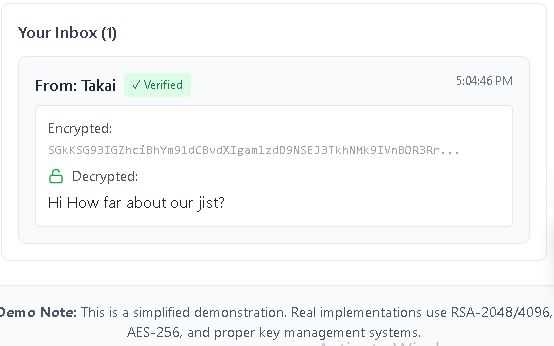 Your Inbox (1)
From: Takai ✓ Verified 5:04:46 PM
Encrypted:
Decrypted:
Hi How far about our jist?
Demo Note: This is a simplified demonstration. Real implementations use RSA-2048/4096,
AES-256, and proper key management systems.